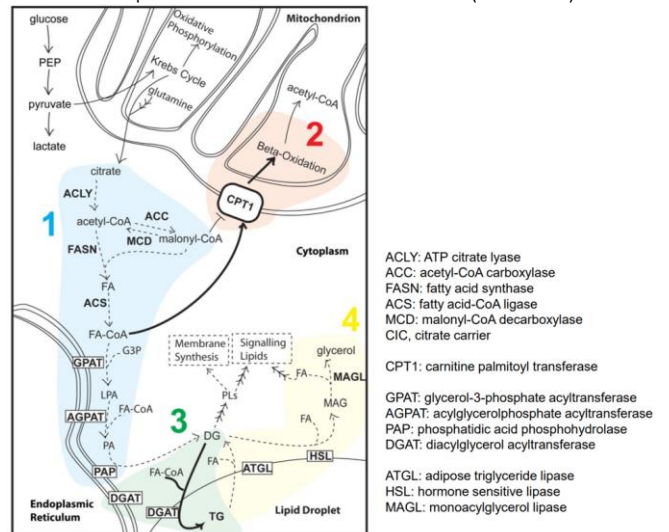 glucose
PEP
pyruvate
lactate
Oxidative
Phosphorylation
Krebs Cycle
glutamine
Mitochondrion
acetyl-CoA
2
Beta-Oxidation
citrate
CPT1
ACLY
1
acetyl-CoA
ACC
MCD
malonyl-CoA
Cytoplasm
FASN
FA
ACS
FA-CoA
G3P
GPAT
LPA
AGPAT
FA-CoA
PA
PAP
Membrane
Synthesis
Signalling
Lipids
4
glycerol
MAGL
FA
PLs
MAG
FA
3
DG
FA-CoA
FA
ATGL
HSL
DGAT
DGAT
TG
Endoplasmic
Reticulum
Lipid Droplet
ACLY: ATP citrate lyase
ACC: acetyl-CoA carboxylase
FASN: fatty acid synthase
ACS: fatty acid-CoA ligase
MCD: malonyl-CoA decarboxylase
CIC, citrate carrier
CPT1: carnitine palmitoyl transferase
GPAT: glycerol-3-phosphate acyltransferase
AGPAT: acylglycerolphosphate acyltransferase
PAP: phosphatidic acid phosphohydrolase
DGAT: diacylglycerol acyltransferase
ATGL: adipose triglyceride lipase
HSL: hormone sensitive lipase
MAGL: monoacylglycerol lipase